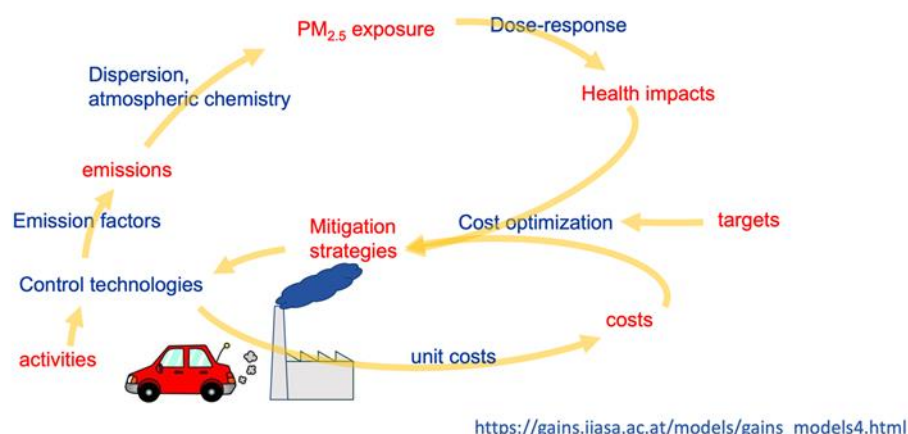 PM2.5 exposure
Dose-response
Dispersion,
atmospheric chemistry
Health impacts
emissions
Emission factors
Mitigation
strategies
Cost optimization
targets
Control technologies
costs
activities
unit costs
https://gains.iiasa.ac.at/models/gains_models4.html